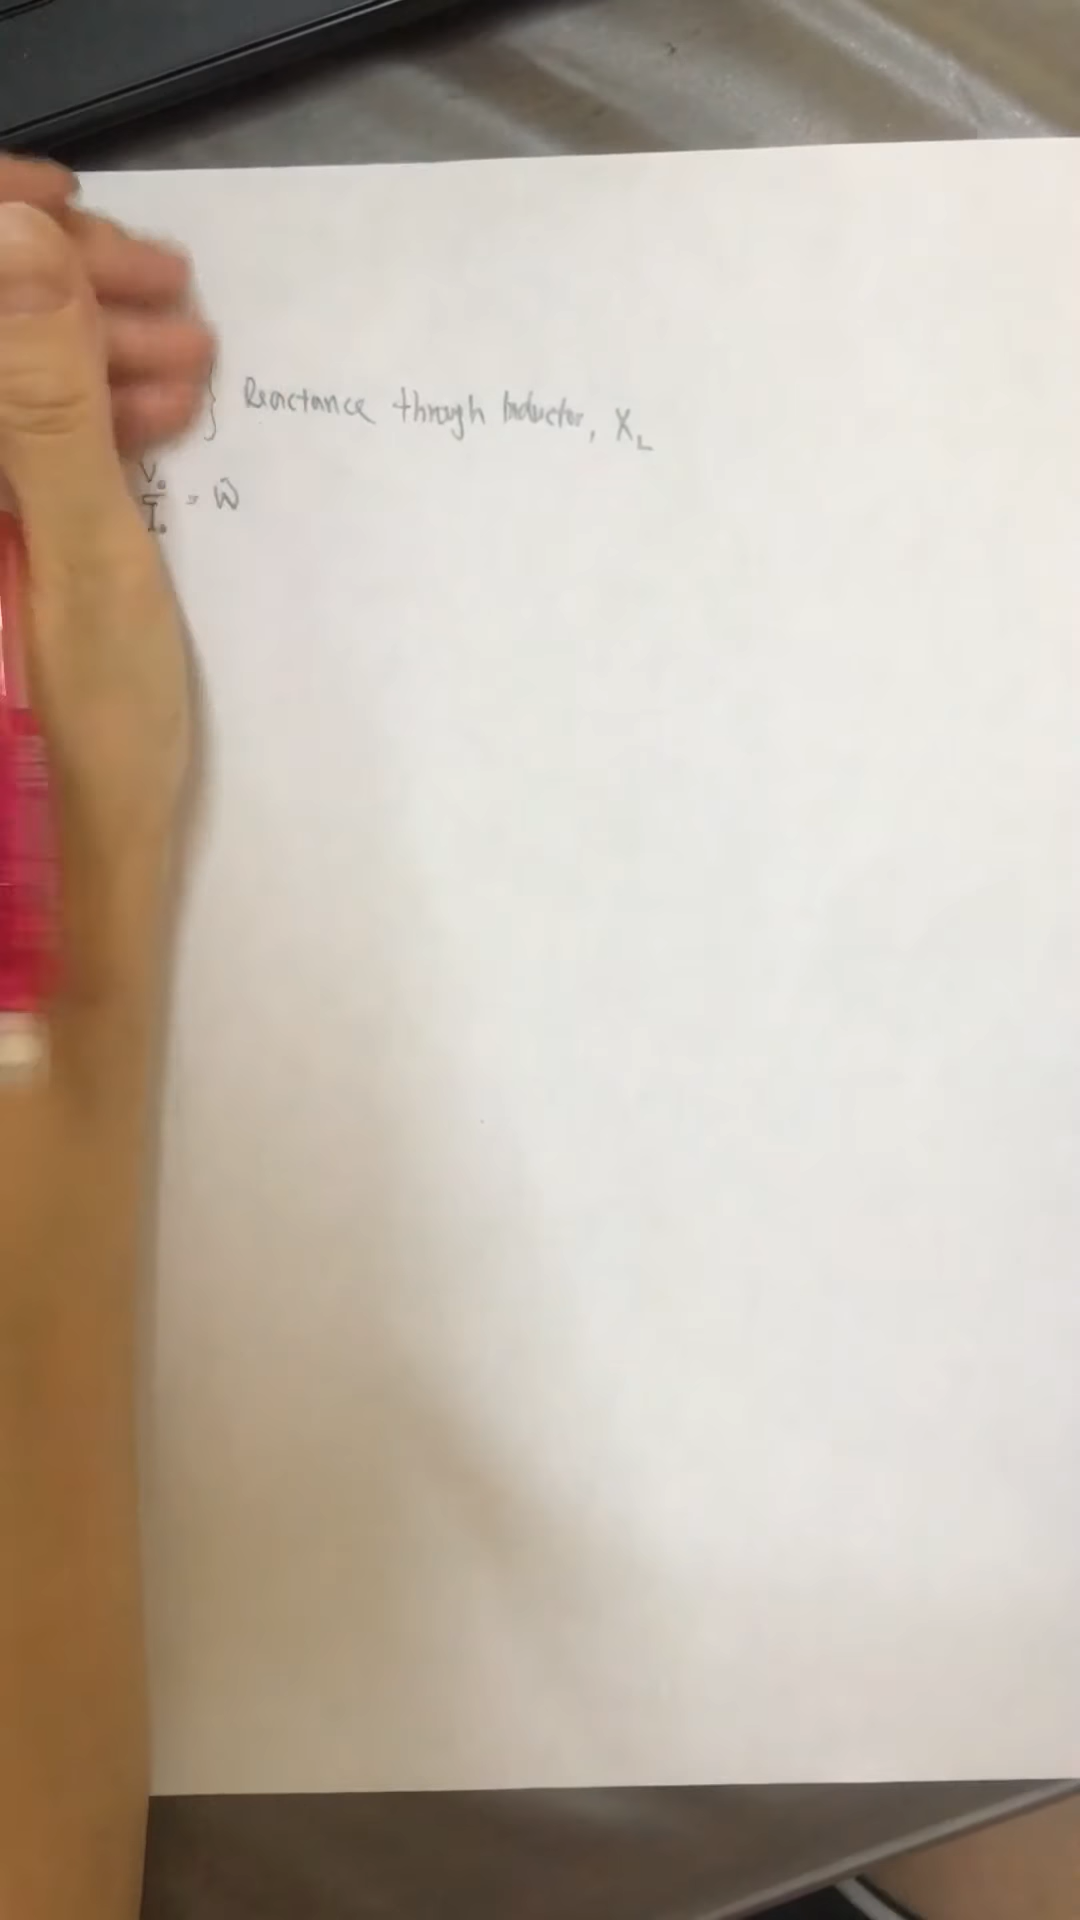 } Reactance through Inductor, X_L
V₀/I₀ = ω